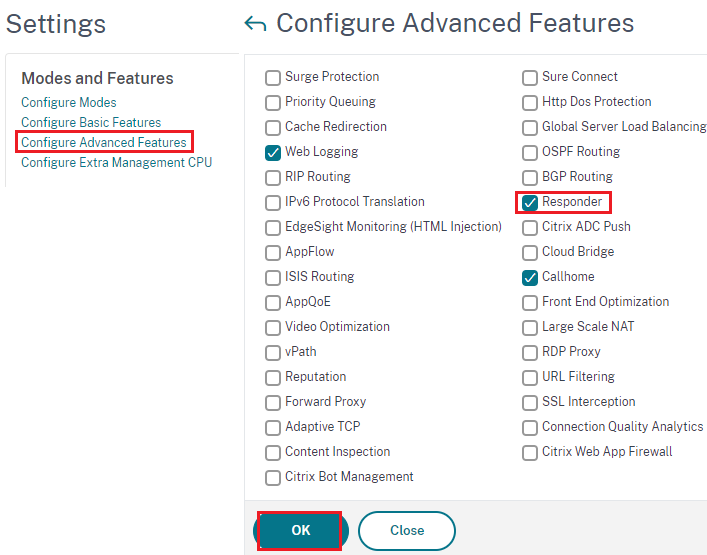 Settings
Modes and Features
Configure Modes
Configure Basic Features
Configure Advanced Features
Configure Extra Management CPU
Configure Advanced Features
Surge Protection
Sure Connect
Priority Queuing
Http Dos Protection
Cache Redirection
Global Server Load Balancing
Web Logging
OSPF Routing
RIP Routing
BGP Routing
IPv6 Protocol Translation
Responder
EdgeSight Monitoring (HTML Injection)
Citrix ADC Push
AppFlow
Cloud Bridge
ISIS Routing
Callhome
AppQoE
Front End Optimization
Video Optimization
Large Scale NAT
vPath
RDP Proxy
Reputation
URL Filtering
Forward Proxy
SSL Interception
Adaptive TCP
Connection Quality Analytics
Content Inspection
Citrix Web App Firewall
Citrix Bot Management
OK
Close